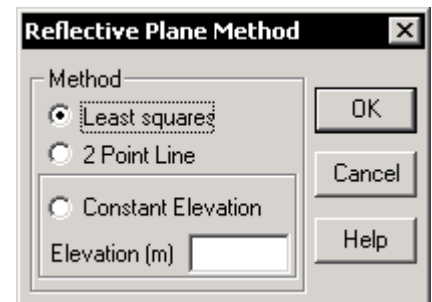 Reflective Plane Method
Method
Least squares
2 Point Line
Constant Elevation
Elevation (m)
OK
Cancel
Help